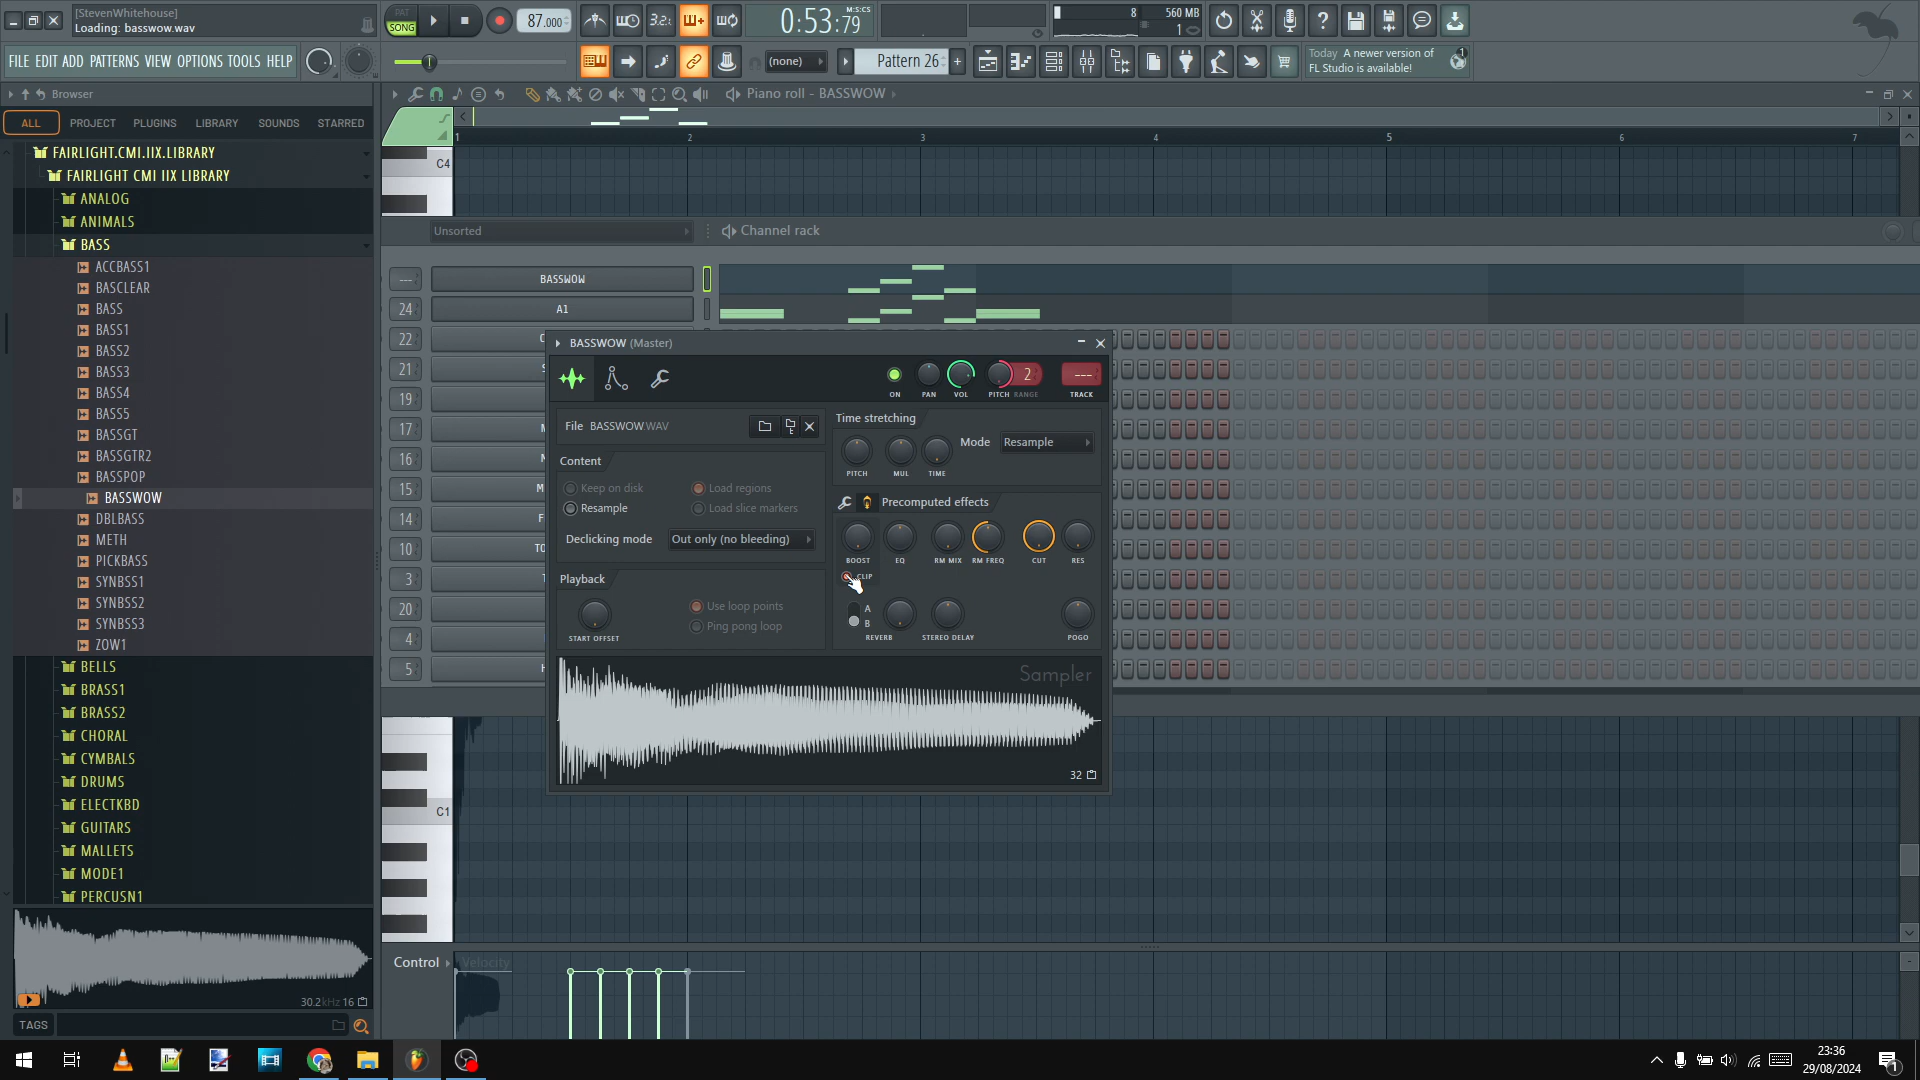 [StevenWhitehouse]
Loading: basswow.wav
PAT
SONG
87.000
3.2.
0:53:79
M:S:CS
8
560 MB
1
FILE EDIT ADD PATTERNS VIEW OPTIONS TOOLS HELP
(none)
Pattern 26
Today A newer version of
FL Studio is available!
1
Browser
Piano roll - BASSWOW
ALL
PROJECT
PLUGINS
LIBRARY
SOUNDS
STARRED
FAIRLIGHT.CMI.IIX.LIBRARY
FAIRLIGHT CMI IIX LIBRARY
ANALOG
ANIMALS
BASS
ACCBASS1
BASCLEAR
BASS
BASS1
BASS2
BASS3
BASS4
BASS5
BASSGT
BASSGTR2
BASSPOP
BASSWOW
DBLBASS
METH
PICKBASS
SYNBSS1
SYNBSS2
SYNBSS3
ZOW1
BELLS
BRASS1
BRASS2
CHORAL
CYMBALS
DRUMS
ELECTKBD
GUITARS
MALLETS
MODE1
PERCUSN1
30.2kHz 16
TAGS
1 2 3 4 5 6 7
C4
Unsorted
Channel rack
--- BASSWOW
24 A1
22
21
19
17
16
15
14
10
3
20
4
5
BASSWOW (Master)
ON
PAN
VOL
PITCH
2
RANGE
---
TRACK
File BASSWOW.WAV
Content
Keep on disk
Load regions
Resample
Load slice markers
Declicking mode
Out only (no bleeding)
Playback
START OFFSET
Use loop points
Ping pong loop
Time stretching
PITCH
MUL
TIME
Mode
Resample
Precomputed effects
BOOST
EQ
RM MIX
RM FREQ
CUT
RES
CLIP
A
B
REVERB
STEREO DELAY
POGO
Sampler
32
C1
Control
Velocity
23:36
29/08/2024
1